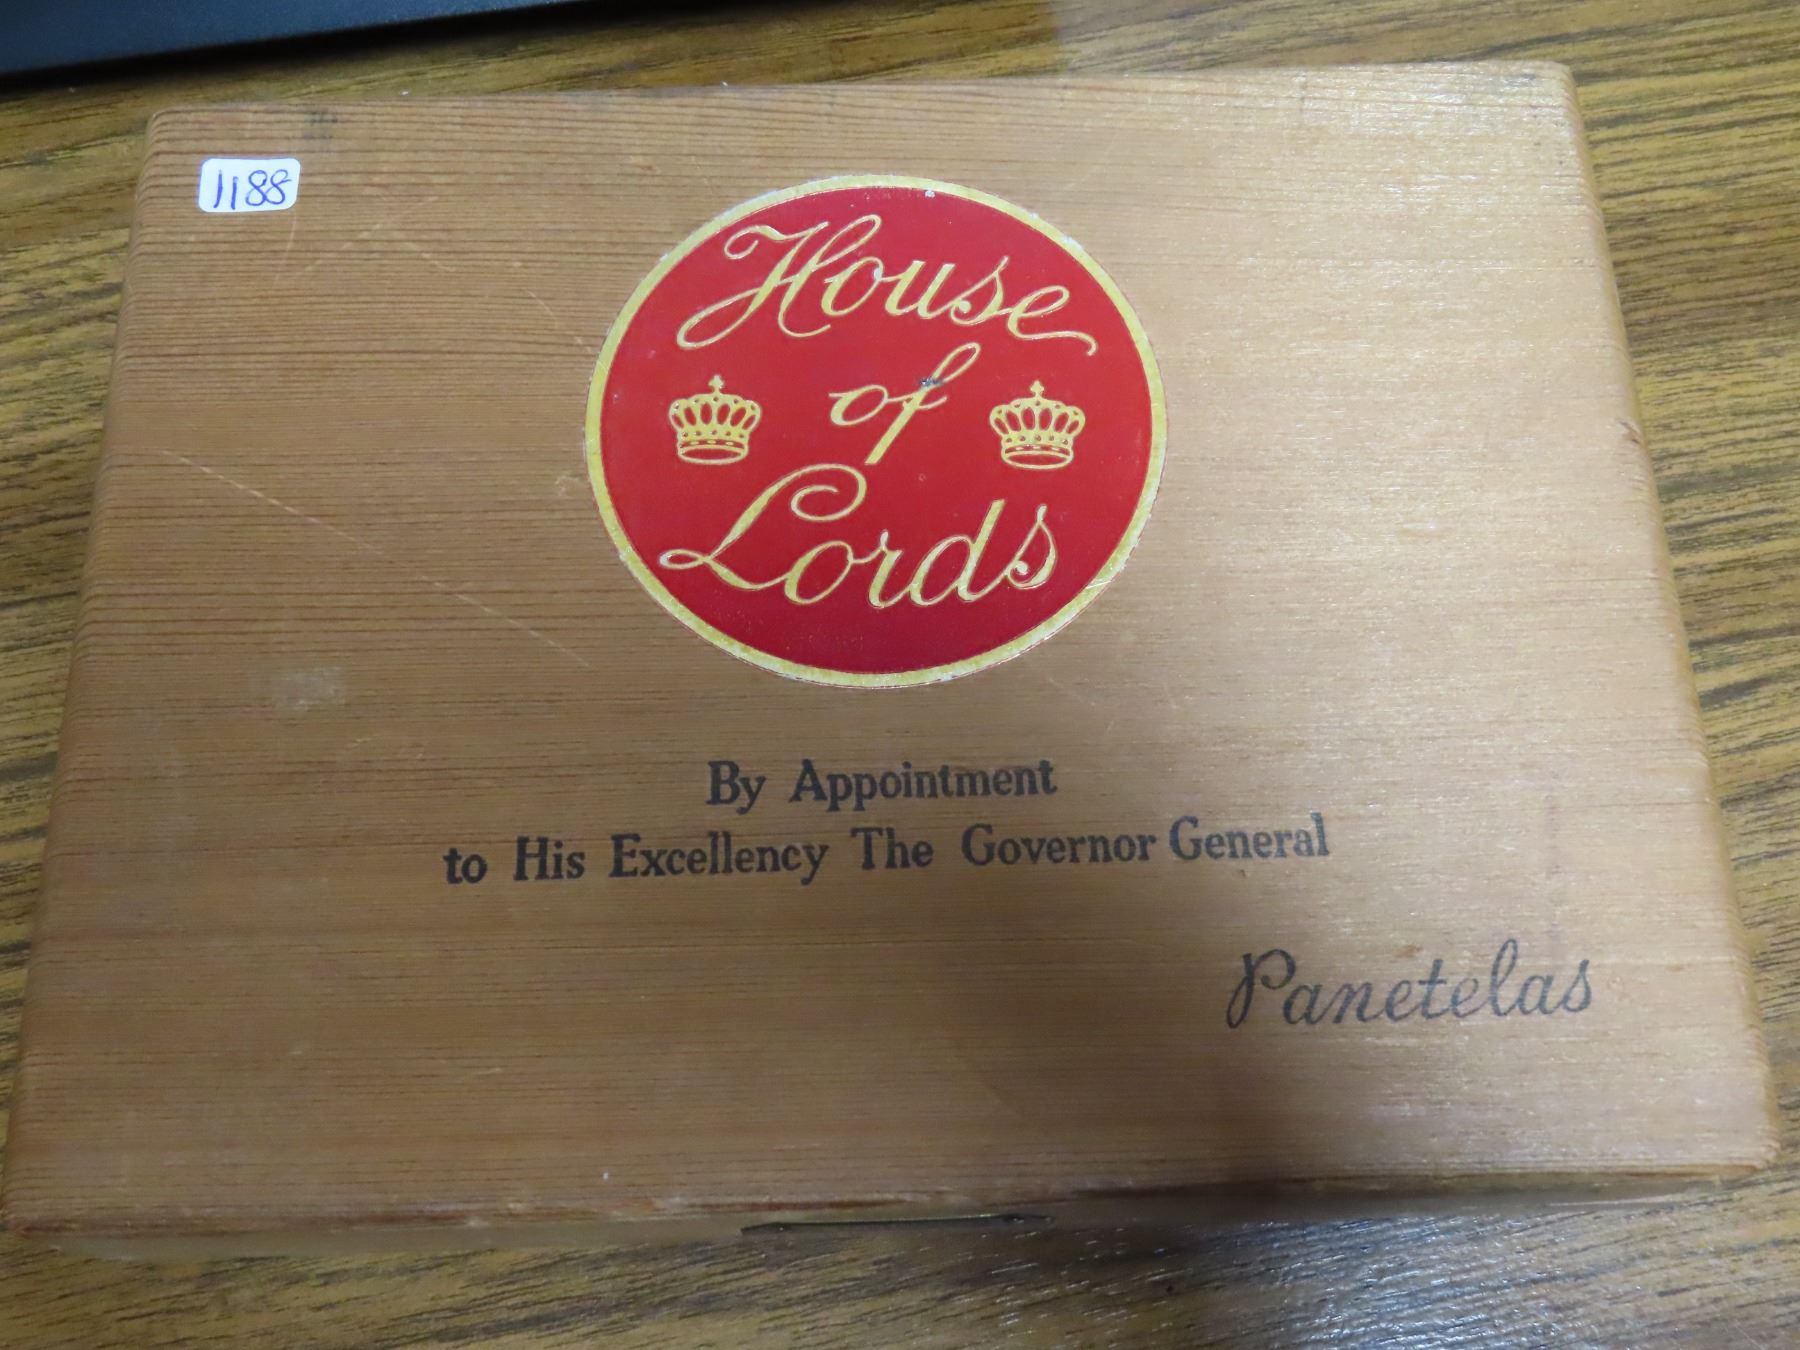 1188
House
of
Lords
By Appointment
to His Excellency The Governor General
Panetelas